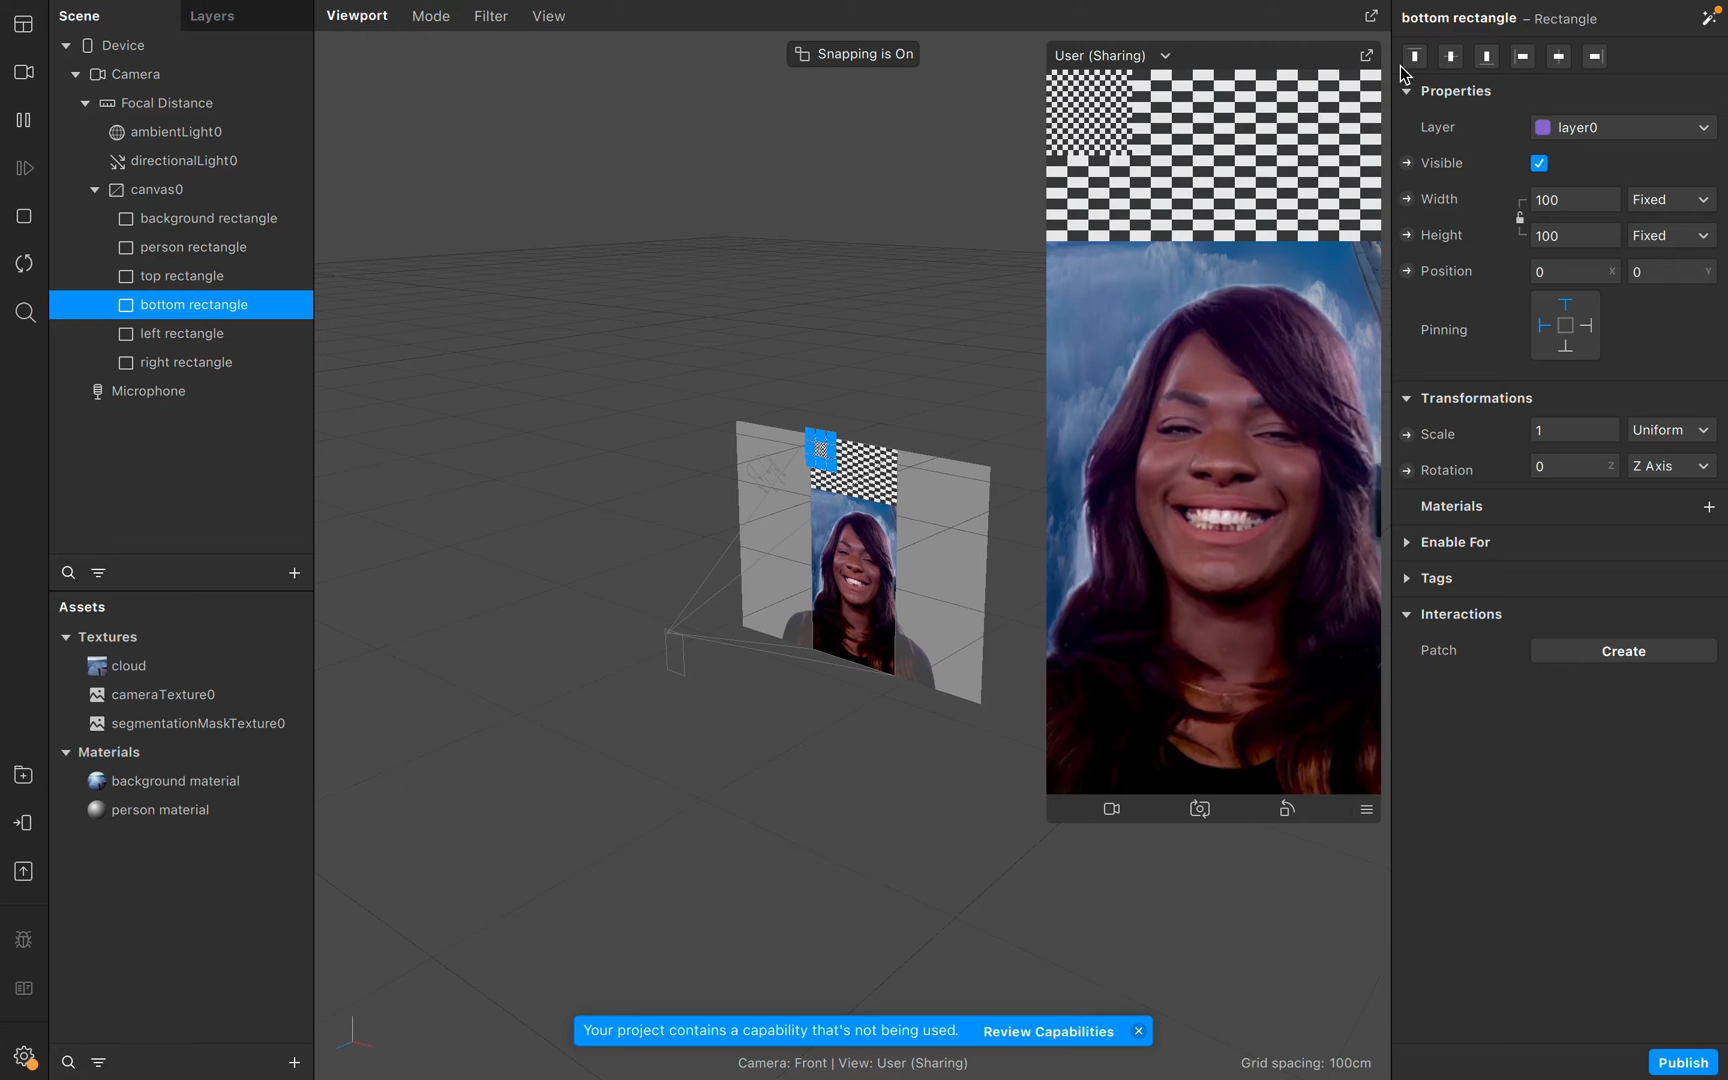 Scene
Layers
Viewport
Mode
Filter
View
bottom rectangle – Rectangle
Device
Camera
Focal Distance
ambientLight0
directionalLight0
canvas0
background rectangle
person rectangle
top rectangle
bottom rectangle
left rectangle
right rectangle
Microphone
Assets
Textures
cloud
cameraTexture0
segmentationMaskTexture0
Materials
background material
person material
Snapping is On
User (Sharing)
Your project contains a capability that's not being used. Review Capabilities
Camera: Front | View: User (Sharing)
Grid spacing: 100cm
Properties
Layer layer0
Visible
Width 100 Fixed
Height 100 Fixed
Position 0 X 0 Y
Pinning
Transformations
Scale 1 Uniform
Rotation 0 Z Z Axis
Materials
Enable For
Tags
Interactions
Patch Create
Publish